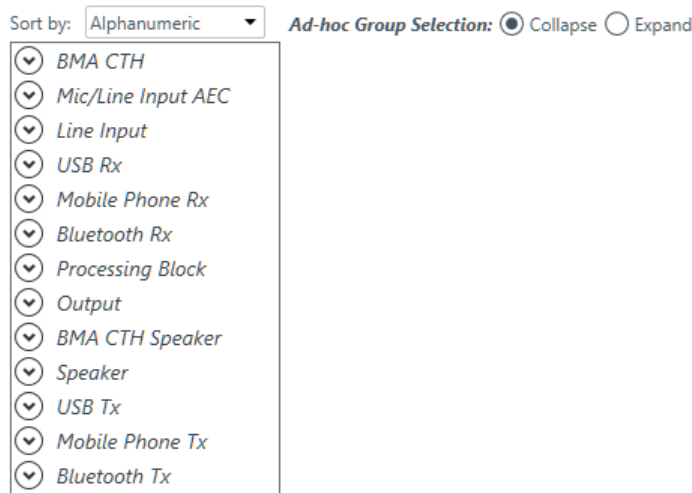 Sort by: Alphanumeric Ad-hoc Group Selection: Collapse Expand
BMA CTH
Mic/Line Input AEC
Line Input
USB Rx
Mobile Phone Rx
Bluetooth Rx
Processing Block
Output
BMA CTH Speaker
Speaker
USB Tx
Mobile Phone Tx
Bluetooth Tx